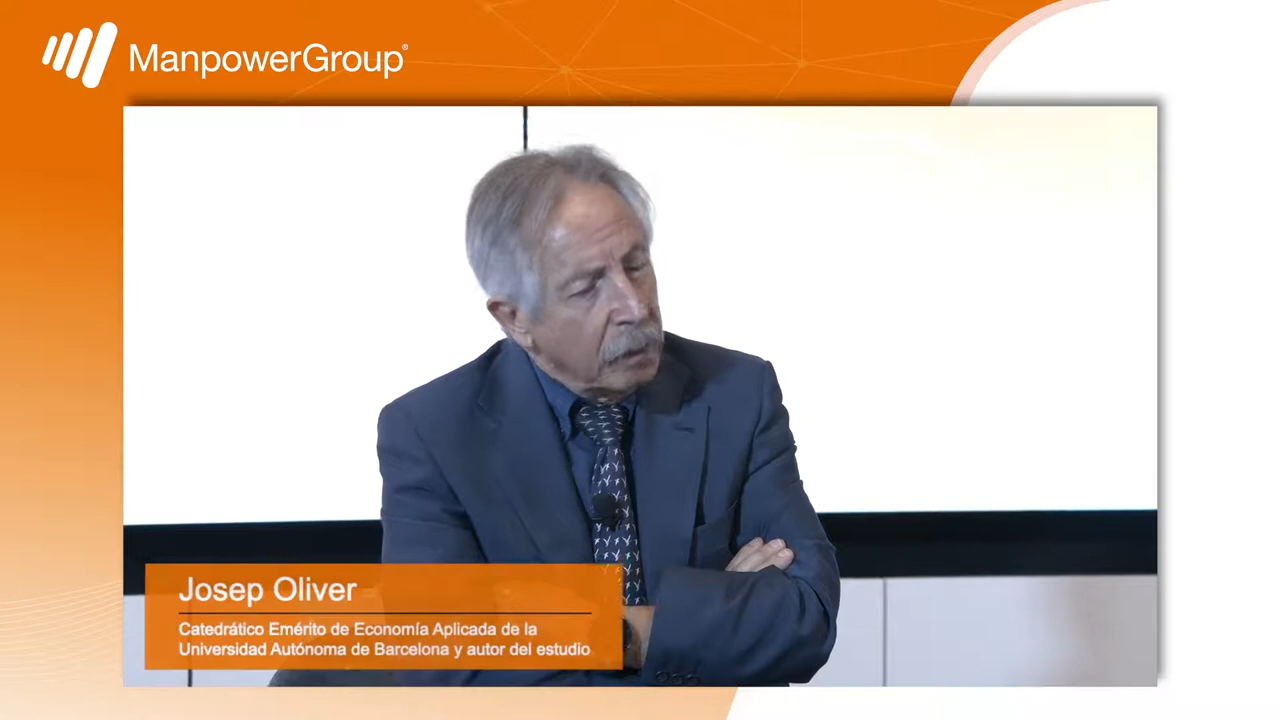 ManpowerGroup®
Josep Oliver
Catedrático Emérito de Economía Aplicada de la
Universidad Autónoma de Barcelona y autor del estudio